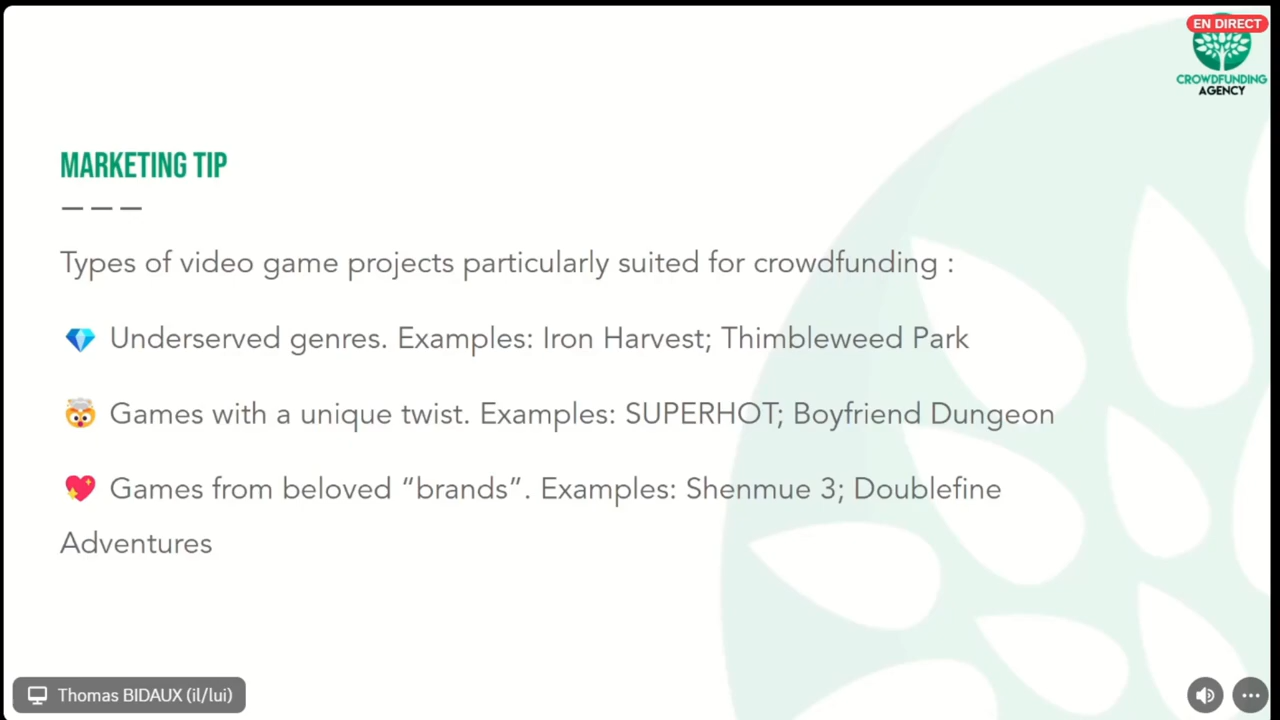 EN DIRECT
CROWDFUNDING
AGENCY
MARKETING TIP
Types of video game projects particularly suited for crowdfunding :
💎 Underserved genres. Examples: Iron Harvest; Thimbleweed Park
🤯 Games with a unique twist. Examples: SUPERHOT; Boyfriend Dungeon
💖 Games from beloved “brands”. Examples: Shenmue 3; Doublefine
Adventures
Thomas BIDAUX (il/lui)